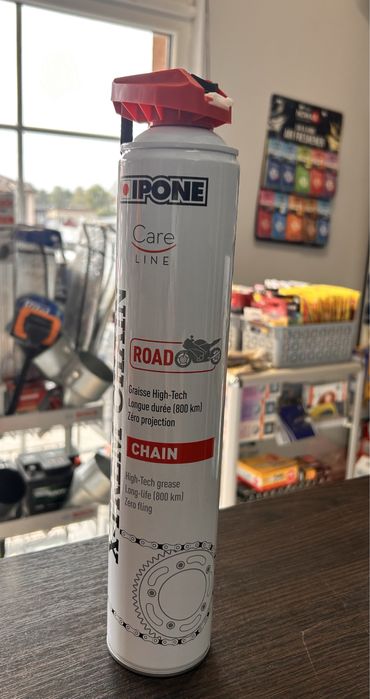 IPONE
Care
LINE
ROAD
Graisse High-Tech
Longue durée (800 km)
Zéro projection
CHAIN
High-Tech grease
Long-life (800 km)
Zero fling